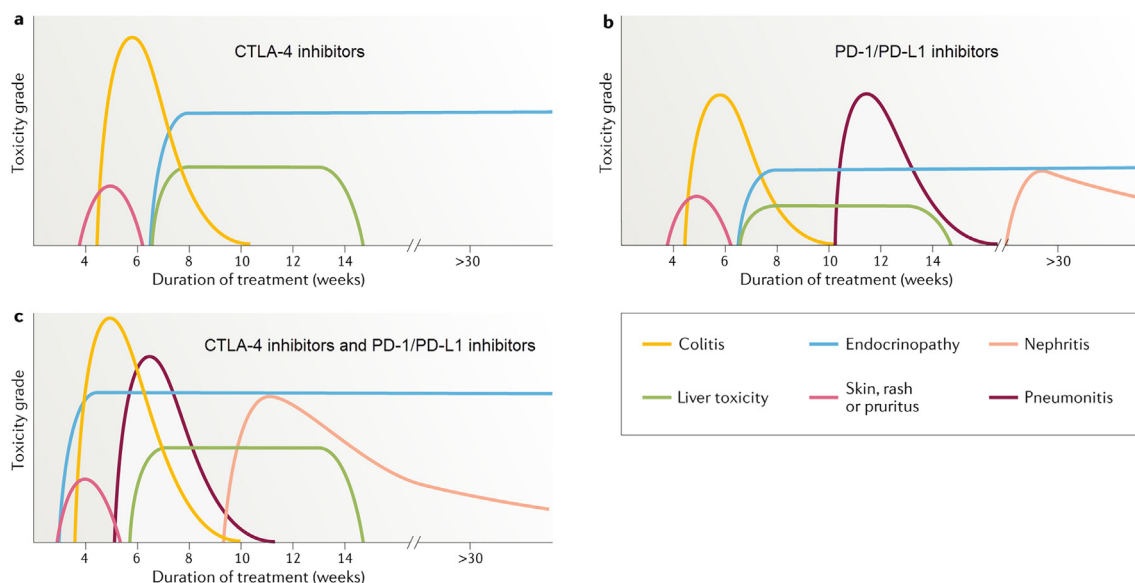 a
CTLA-4 inhibitors
Toxicity grade
4
6
8
10
12
14
>30
Duration of treatment (weeks)
b
PD-1/PD-L1 inhibitors
Toxicity grade
4
6
8
10
12
14
>30
Duration of treatment (weeks)
c
CTLA-4 inhibitors and PD-1/PD-L1 inhibitors
Toxicity grade
4
6
8
10
12
14
>30
Duration of treatment (weeks)
Colitis
Endocrinopathy
Nephritis
Liver toxicity
Skin, rash
or pruritus
Pneumonitis